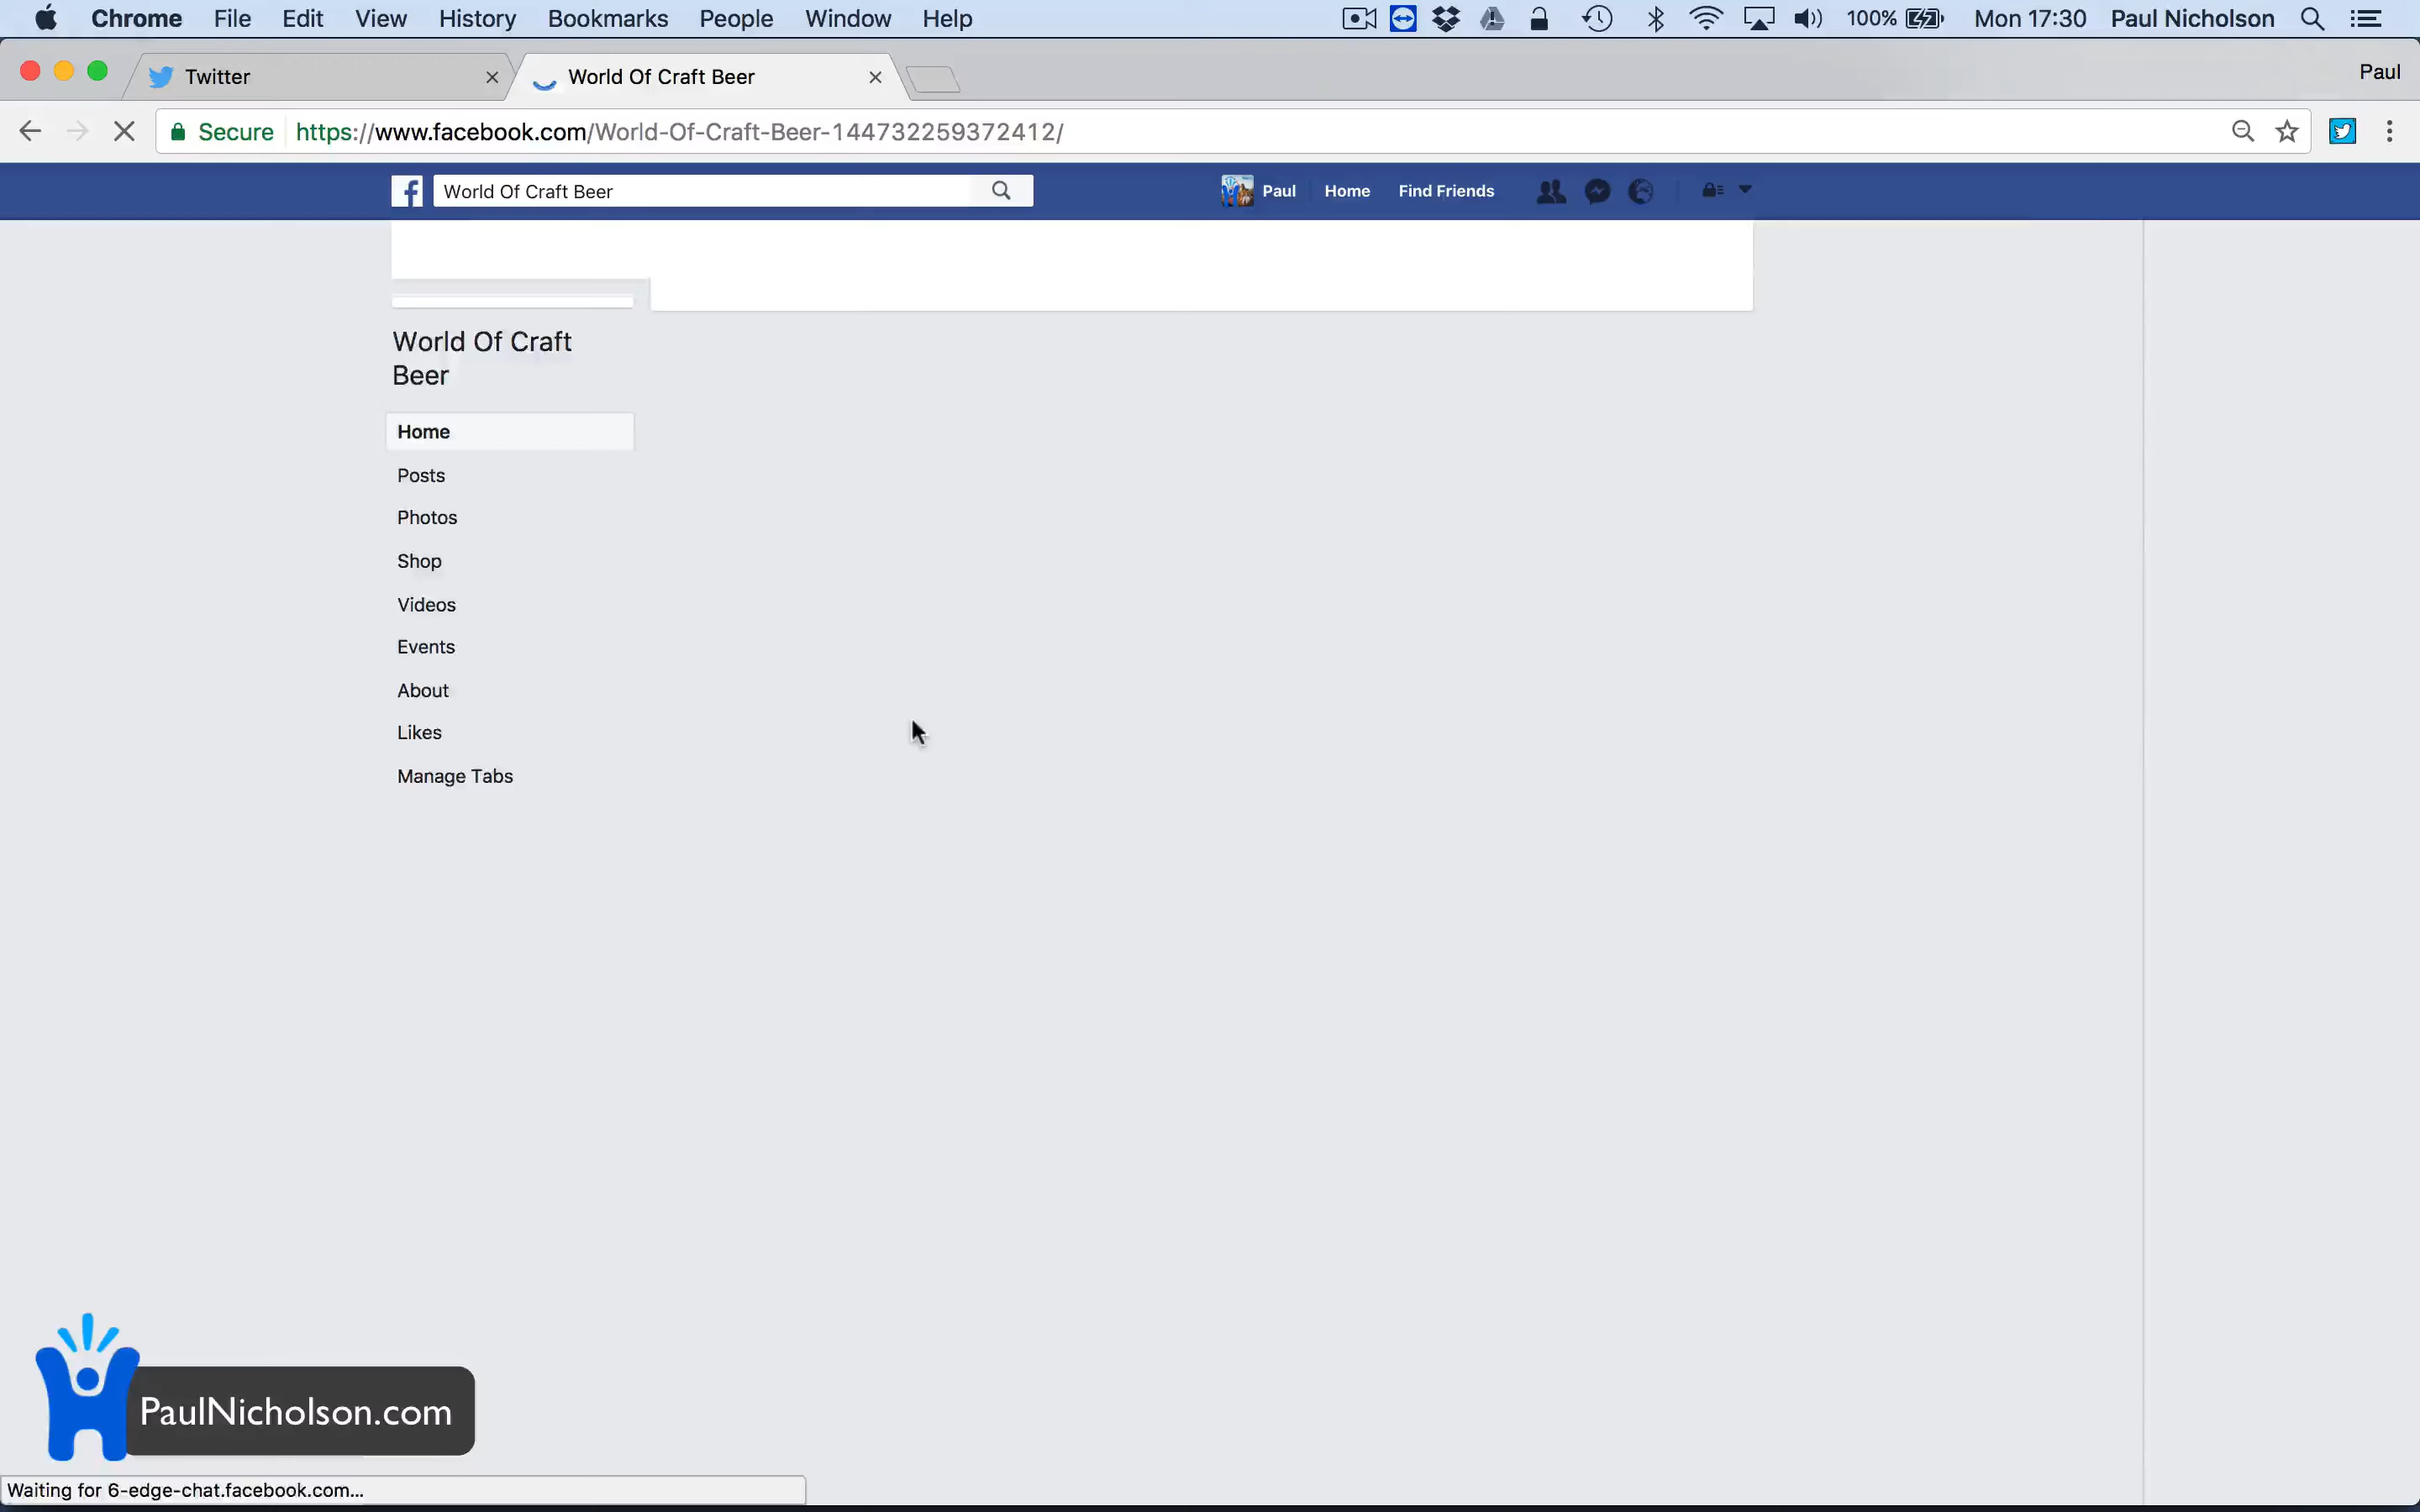 Chrome File Edit View History Bookmarks People Window Help 100% Mon 17:30 Paul Nicholson
Twitter World Of Craft Beer Paul
Secure https://www.facebook.com/World-Of-Craft-Beer-144732259372412/
World Of Craft Beer Paul Home Find Friends
World Of Craft
Beer
Home
Posts
Photos
Shop
Videos
Events
About
Likes
Manage Tabs
PaulNicholson.com
Waiting for 6-edge-chat.facebook.com...